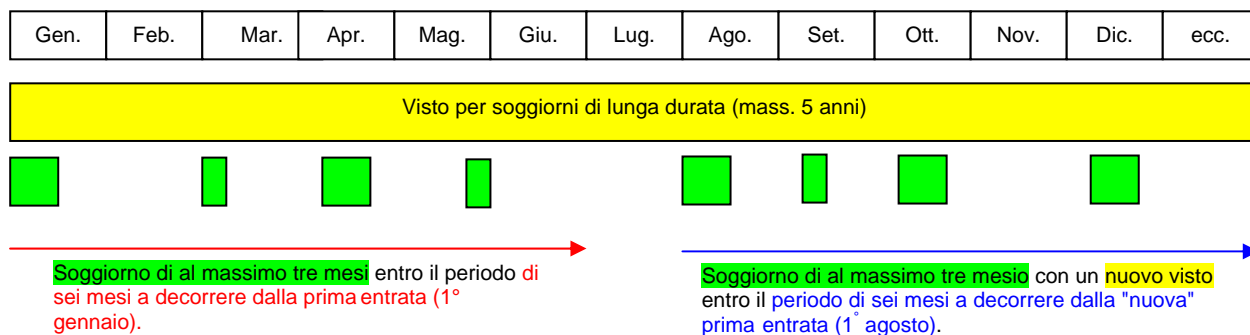 Gen. Feb. Mar. Apr. Mag. Giu. Lug. Ago. Set. Ott. Nov. Dic. ecc.
Visto per soggiorni di lunga durata (mass. 5 anni)
Soggiorno di al massimo tre mesi entro il periodo di
sei mesi a decorrere dalla prima entrata (1°
gennaio).
Soggiorno di al massimo tre mesio con un nuovo visto
entro il periodo di sei mesi a decorrere dalla "nuova"
prima entrata (1° agosto).